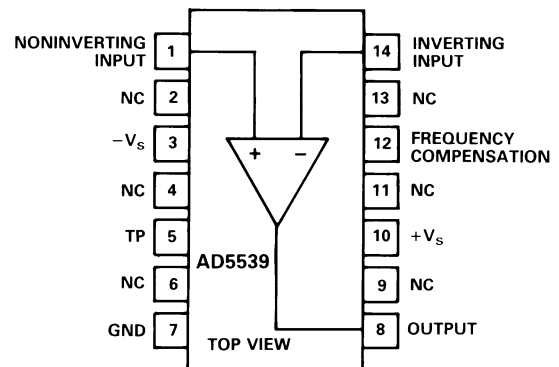 NONINVERTING
INPUT
1
14
INVERTING
INPUT
NC
2
13
NC
−Vs
3
+
−
12
FREQUENCY
COMPENSATION
NC
4
11
NC
TP
5
10
+Vs
AD5539
NC
6
9
NC
GND
7
8
OUTPUT
TOP VIEW